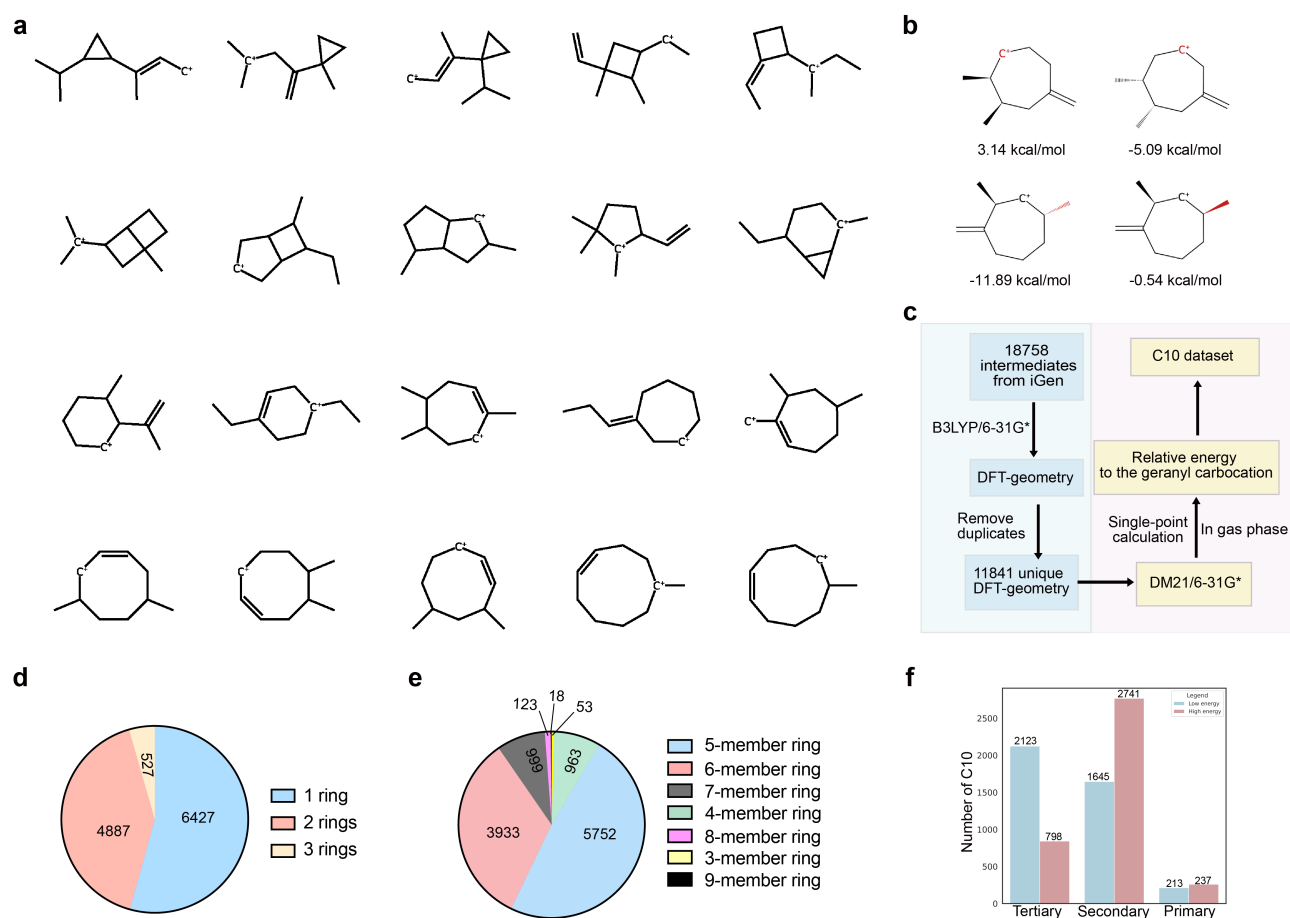 a
C⁺ C⁺ C⁺ C⁺ C⁺
C⁺ C⁺ C⁺ C⁺ C⁺
C⁺ C⁺ C⁺ C⁺ C⁺
C⁺ C⁺ C⁺ C⁺ C⁺
b
C⁺ C⁺
3.14 kcal/mol -5.09 kcal/mol
C⁺ C⁺
-11.89 kcal/mol -0.54 kcal/mol
c
18758
intermediates
from iGen
B3LYP/6-31G*
DFT-geometry
Remove
duplicates
11841 unique
DFT-geometry
DM21/6-31G*
Single-point
calculation
In gas phase
Relative energy
to the geranyl carbocation
C10 dataset
d
527
4887
6427
1 ring
2 rings
3 rings
e
123
18
53
999
963
3933
5752
5-member ring
6-member ring
7-member ring
4-member ring
8-member ring
3-member ring
9-member ring
f
Number of C10
2500
2000
1500
1000
500
0
2123
798
1645
2741
213
237
Legend
Low energy
High energy
Tertiary Secondary Primary